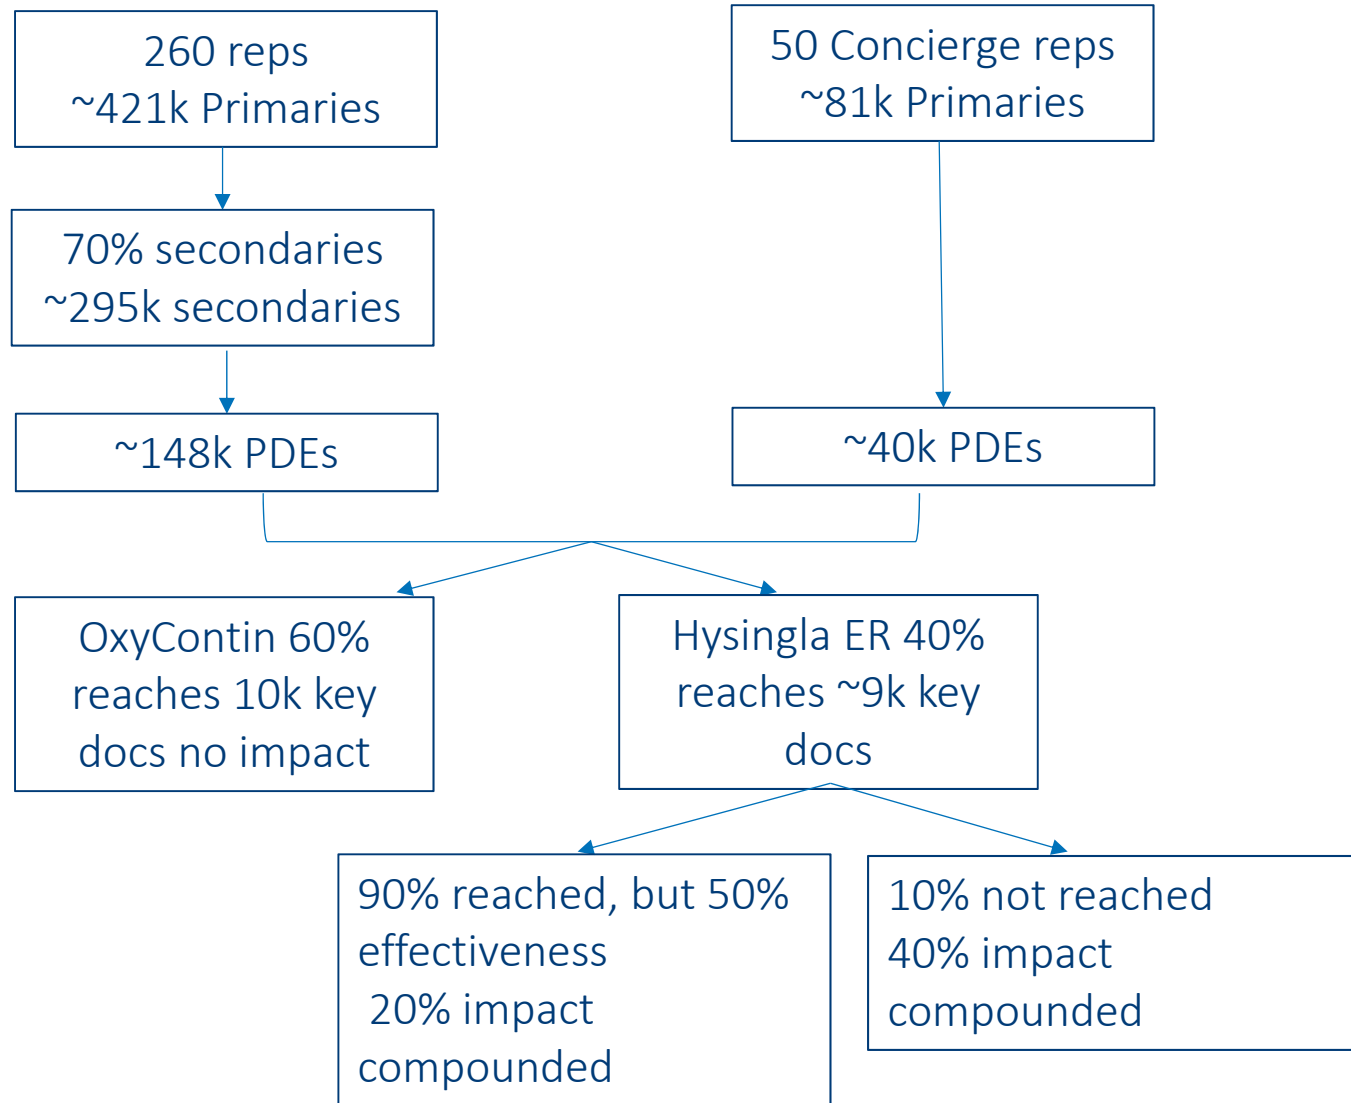 260 reps
~421k Primaries
50 Concierge reps
~81k Primaries
70% secondaries
~295k secondaries
~148k PDEs
~40k PDEs
OxyContin 60%
reaches 10k key
docs no impact
Hysingla ER 40%
reaches ~9k key
docs
90% reached, but 50%
effectiveness
20% impact
compounded
10% not reached
40% impact
compounded